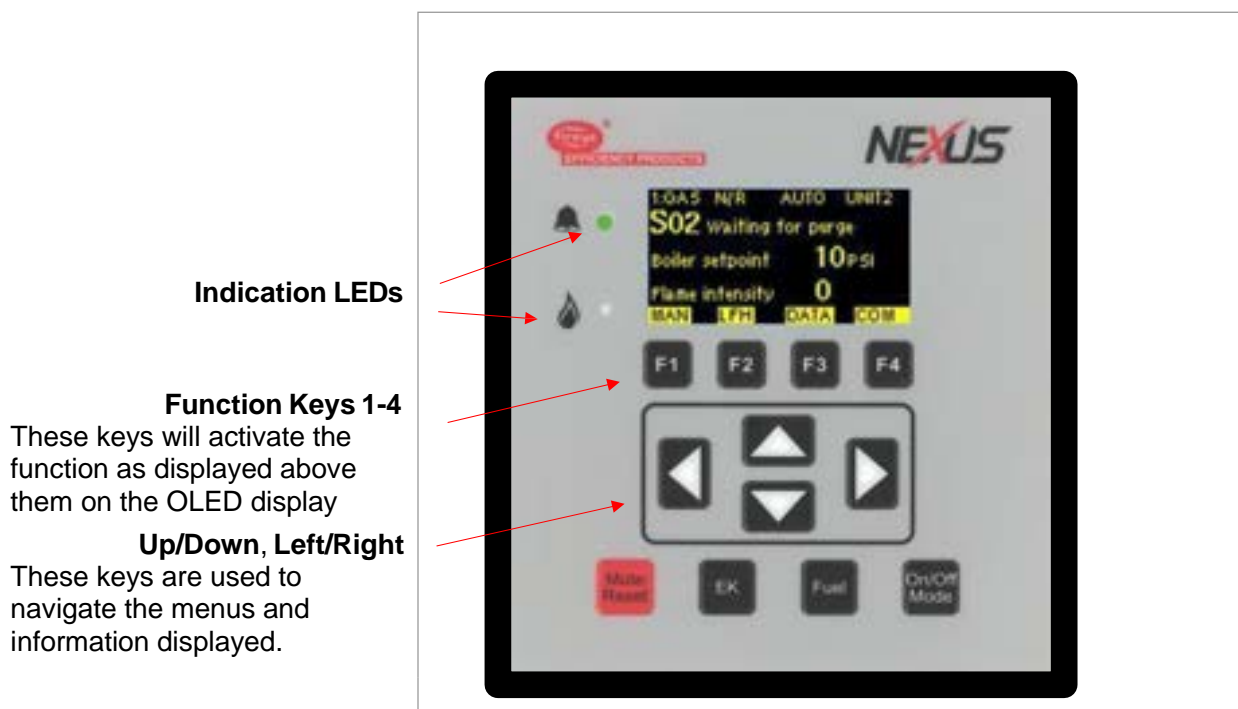 Indication LEDs
Function Keys 1-4
These keys will activate the
function as displayed above
them on the OLED display
Up/Down, Left/Right
These keys are used to
navigate the menus and
information displayed.
NEXUS
Fireye
EFFICIENCY PRODUCTS
1:GAS N/R AUTO UNIT2
S02 Waiting for purge
Boiler setpoint 10PSI
Flame intensity 0
MAN LFH DATA COM
F1 F2 F3 F4
Mute
Reset
EK
Fuel
On/Off
Mode